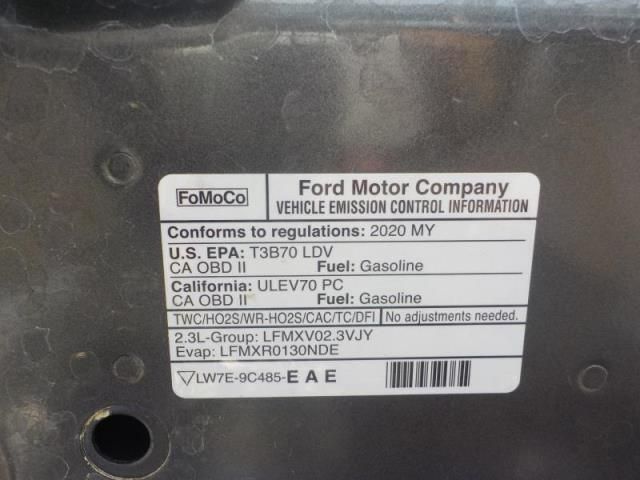 FoMoCo
Ford Motor Company
VEHICLE EMISSION CONTROL INFORMATION
Conforms to regulations: 2020 MY
U.S. EPA: T3B70 LDV
CA OBD II Fuel: Gasoline
California: ULEV70 PC
CA OBD II Fuel: Gasoline
TWC/HO2S/WR-HO2S/CAC/TC/DFI No adjustments needed.
2.3L-Group: LFMXV02.3VJY
Evap: LFMXR0130NDE
LW7E-9C485-E A E